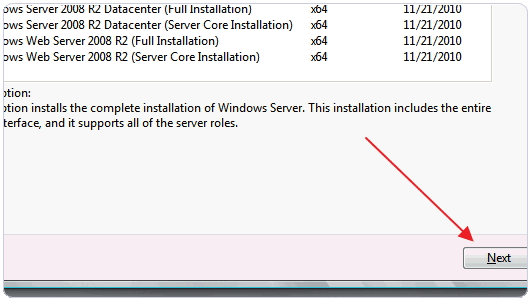 ows Server 2008 R2 Datacenter (Full Installation) x64 11/21/2010
ows Server 2008 R2 Datacenter (Server Core Installation) x64 11/21/2010
ows Web Server 2008 R2 (Full Installation) x64 11/21/2010
ows Web Server 2008 R2 (Server Core Installation) x64 11/21/2010
ption:
ption installs the complete installation of Windows Server. This installation includes the entire
terface, and it supports all of the server roles.
Next